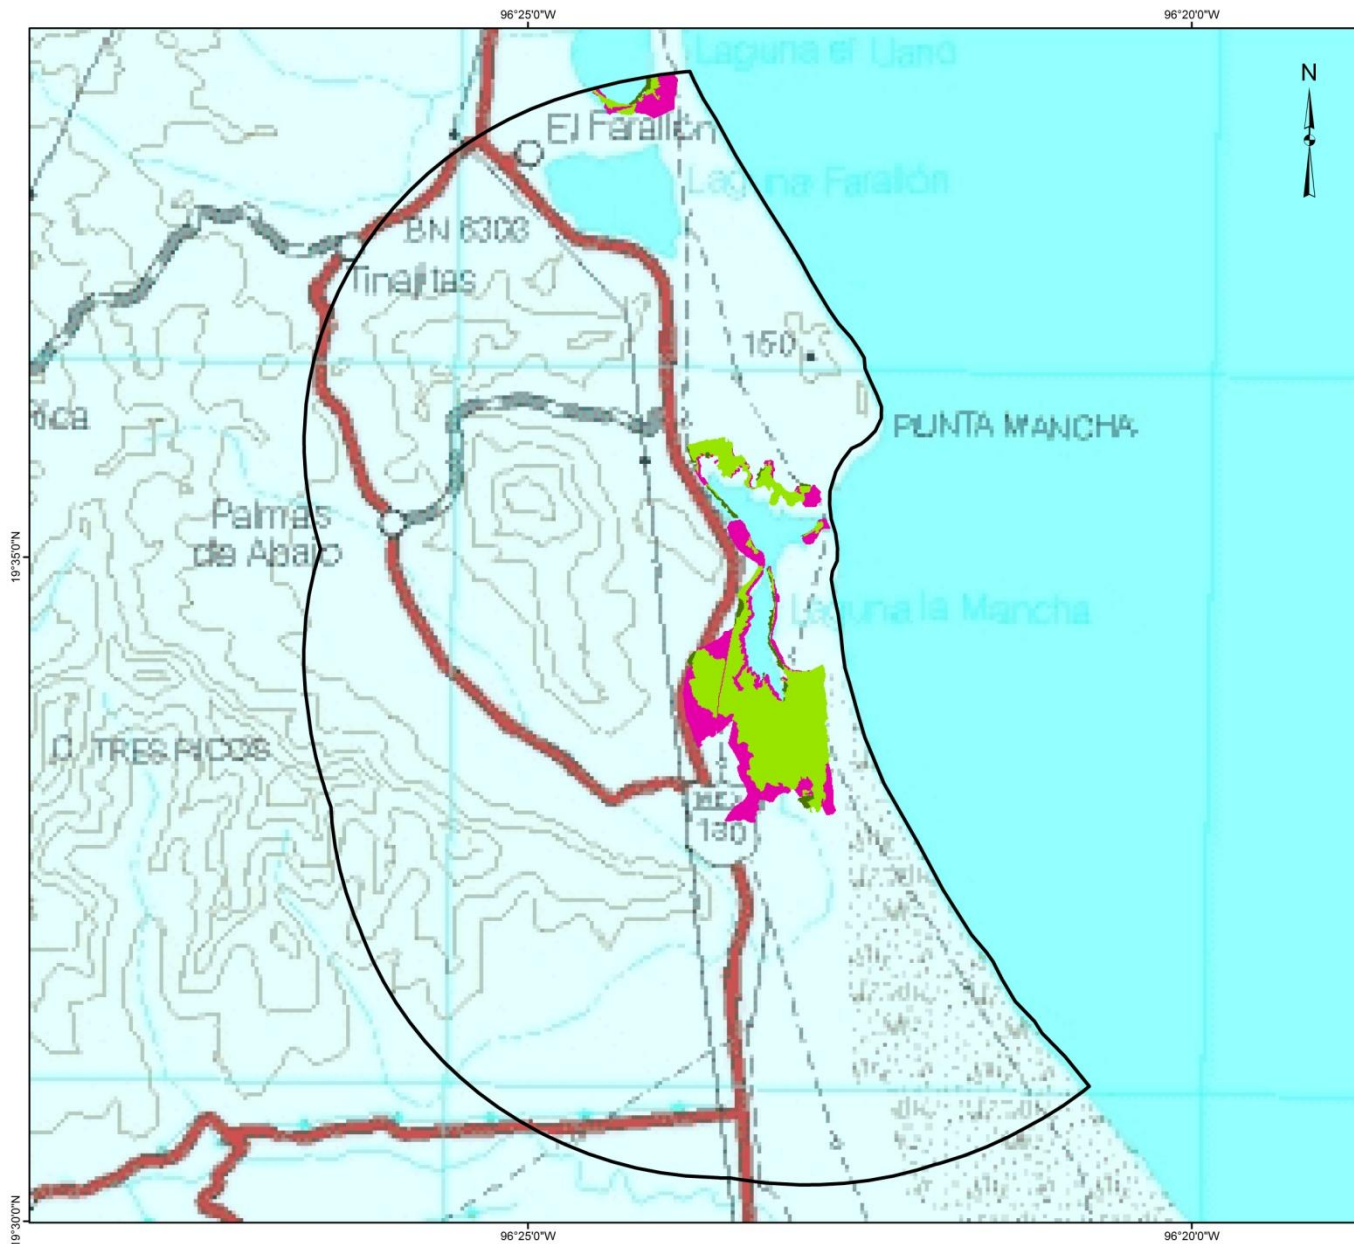 96°25'0"W
96°20'0"W
N
Laguna el Llano
El Farallón
Laguna Farallón
BN 6303
Tinajitas
150
PUNTA MANCHA
Palmas
de Abajo
19°35'0"N
Laguna la Mancha
TRES PICOS
MEX
180
19°30'0"N
96°25'0"W
96°20'0"W